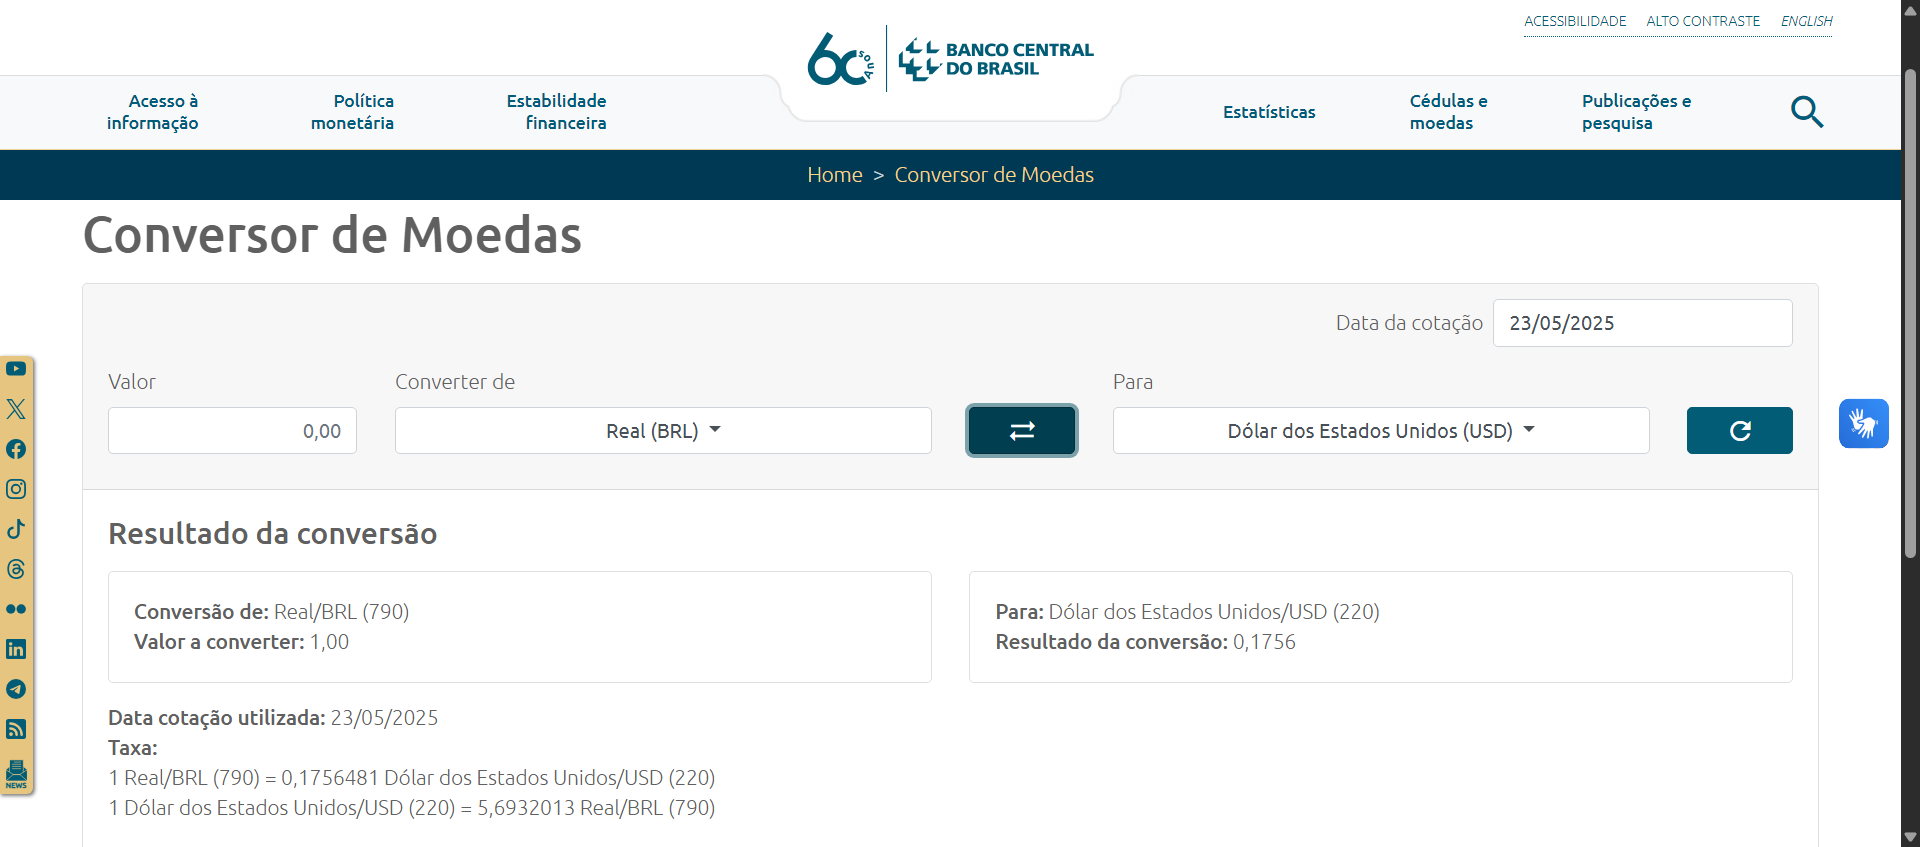 ACESSIBILIDADE ALTO CONTRASTE ENGLISH
60 Anos
BANCO CENTRAL
DO BRASIL
Acesso à
informação
Política
monetária
Estabilidade
financeira
Estatísticas
Cédulas e
moedas
Publicações e
pesquisa
Home > Conversor de Moedas
Conversor de Moedas
Data da cotação 23/05/2025
Valor
0,00
Converter de
Real (BRL)
Para
Dólar dos Estados Unidos (USD)
Resultado da conversão
Conversão de: Real/BRL (790)
Valor a converter: 1,00
Para: Dólar dos Estados Unidos/USD (220)
Resultado da conversão: 0,1756
Data cotação utilizada: 23/05/2025
Taxa:
1 Real/BRL (790) = 0,1756481 Dólar dos Estados Unidos/USD (220)
1 Dólar dos Estados Unidos/USD (220) = 5,6932013 Real/BRL (790)
NEWS